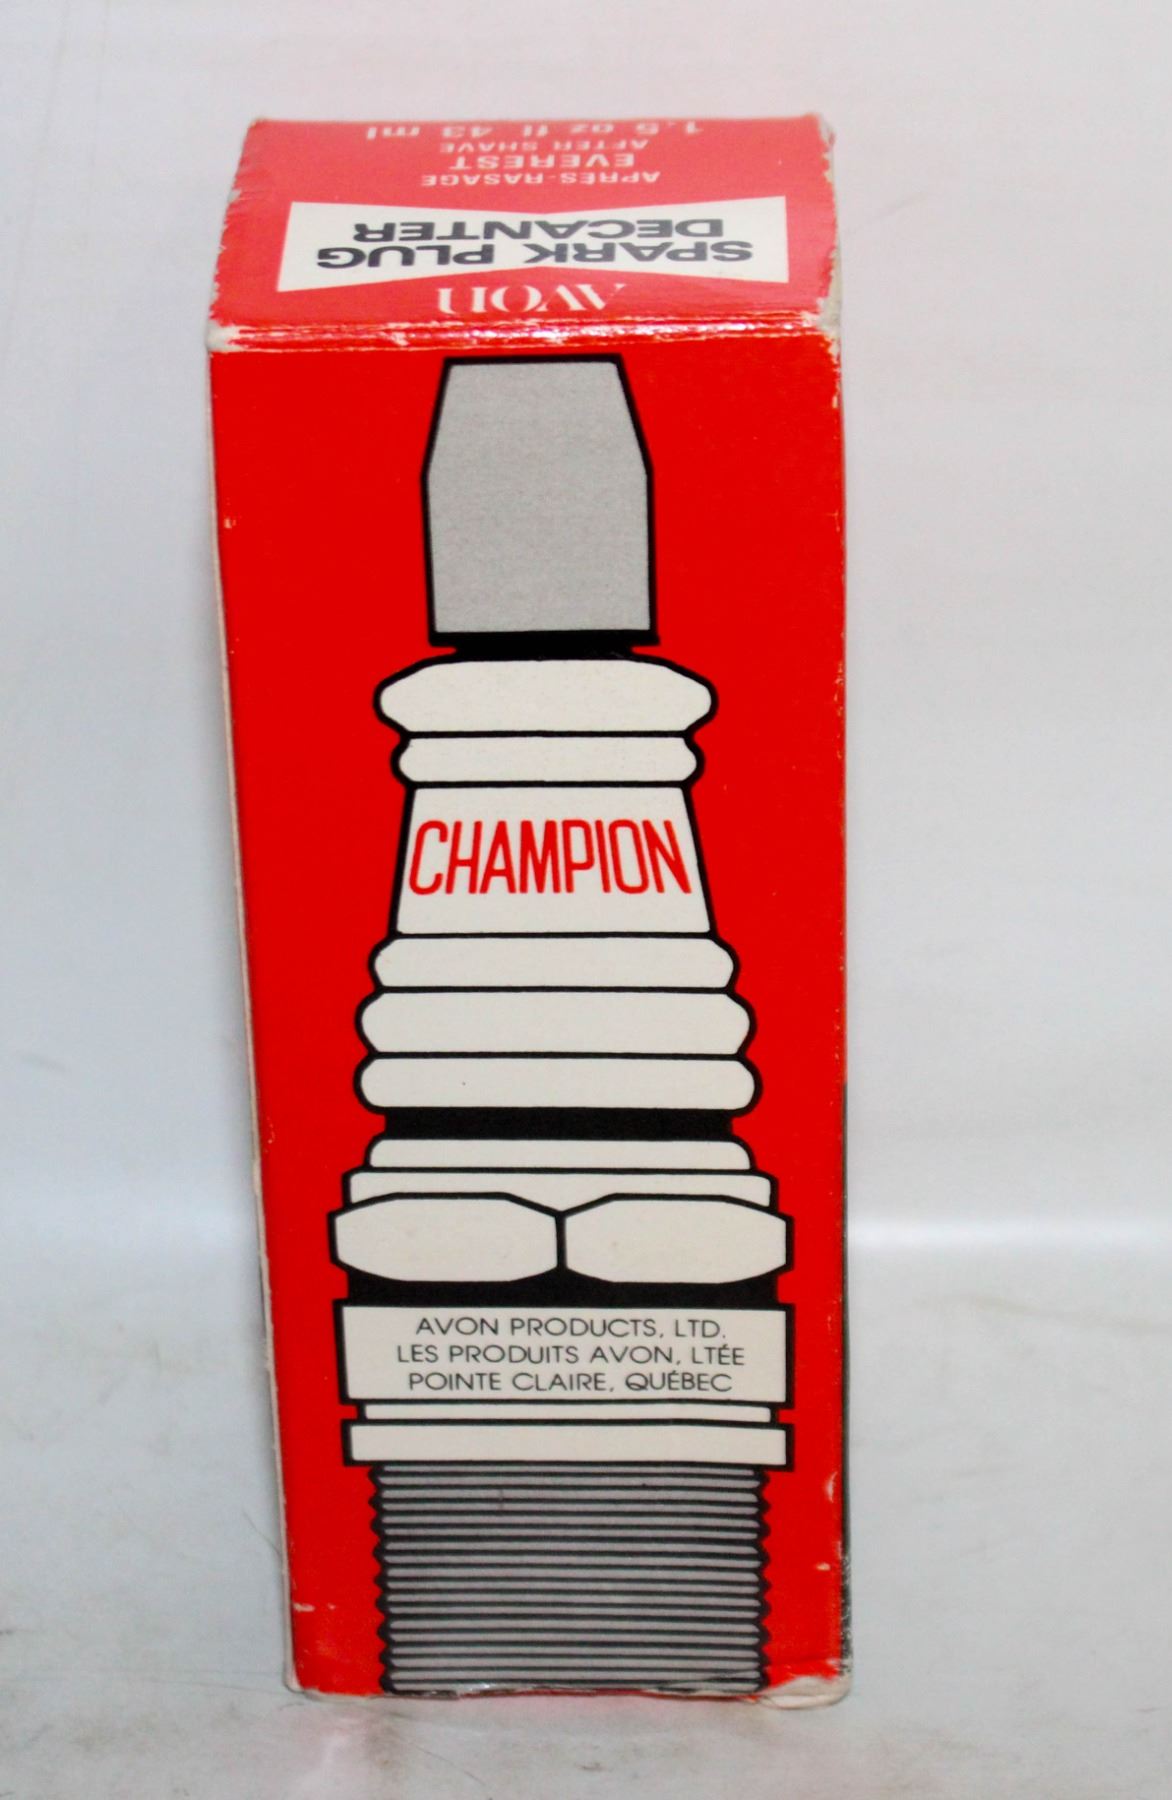 AVON
SPARK PLUG
DECANTER
APRÈS-RASAGE
EVEREST
AFTER SHAVE
1.5 oz fl 43 ml
CHAMPION
AVON PRODUCTS, LTD.
LES PRODUITS AVON, LTÉE
POINTE CLAIRE, QUÉBEC